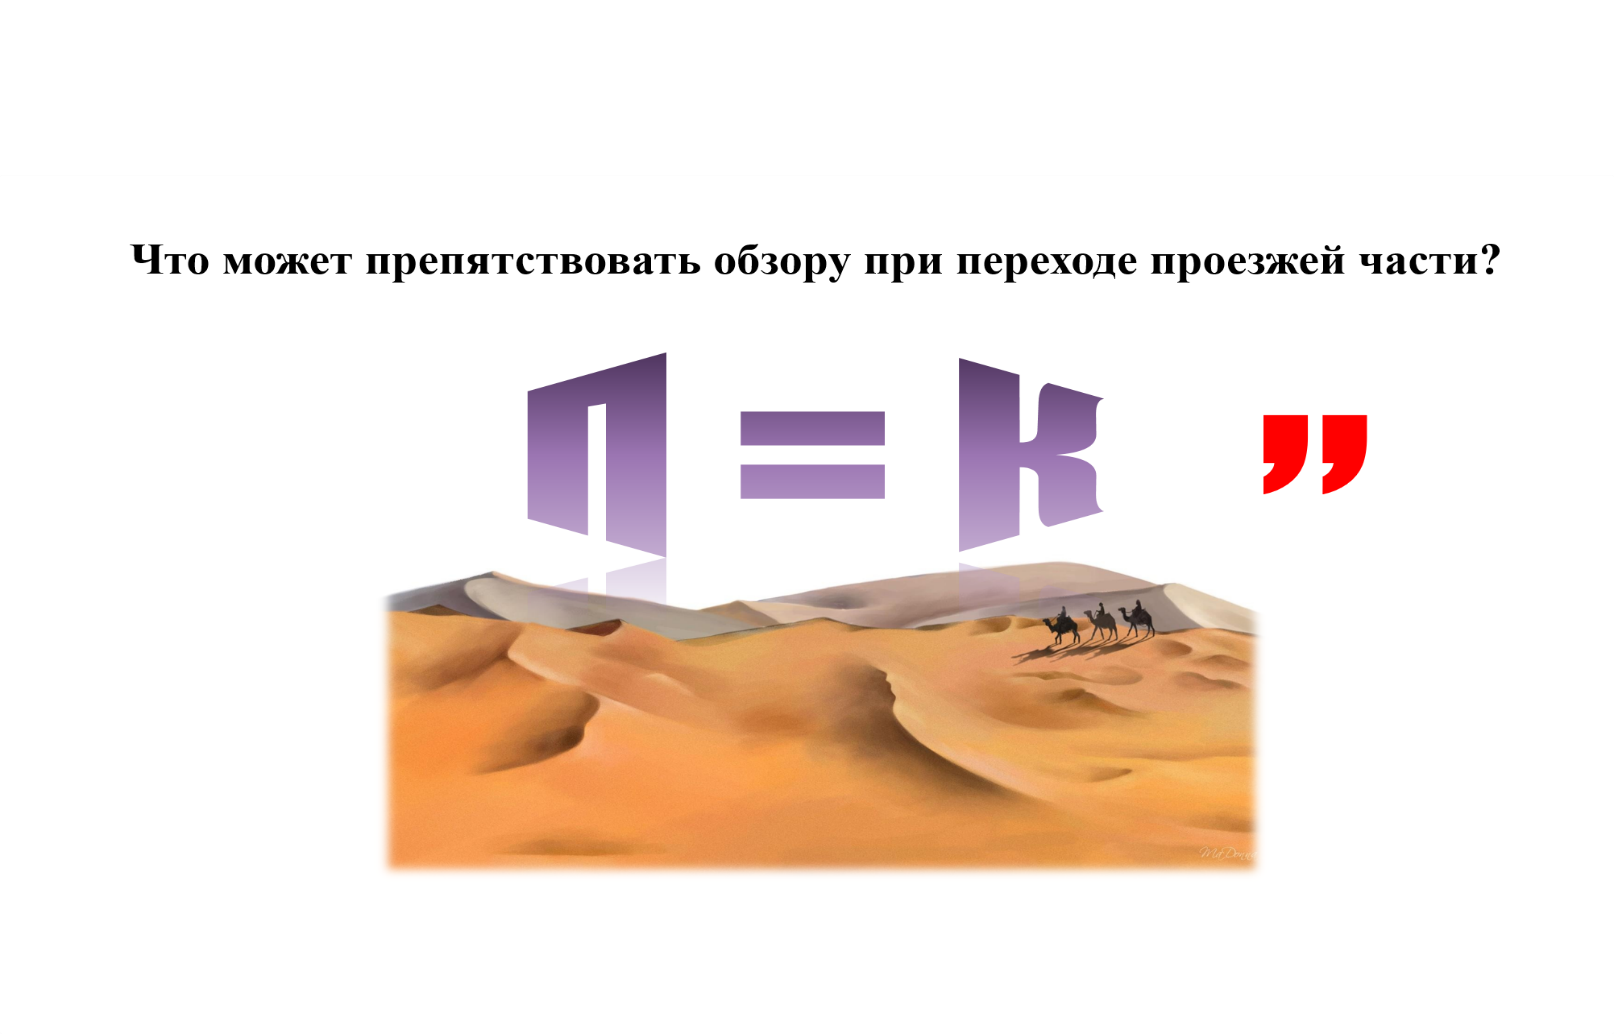 Что может препятствовать обзору при переходе проезжей части?
П = К ,,